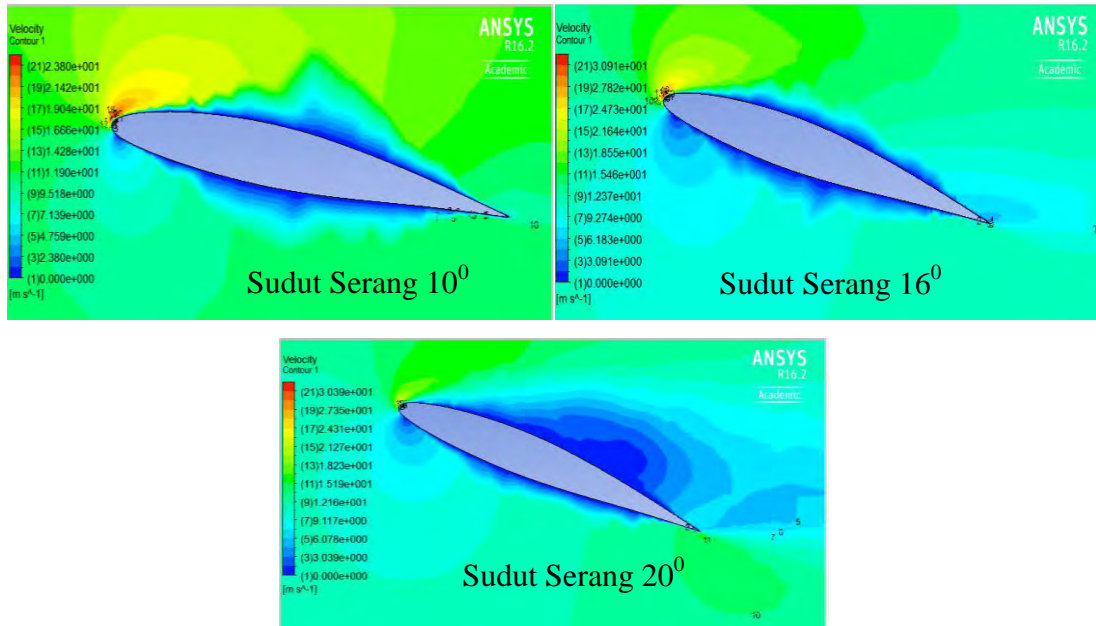 Velocity
Contour 1
(21)2.380e+001
(19)2.142e+001
(17)1.904e+001
(15)1.666e+001
(13)1.428e+001
(11)1.190e+001
(9)9.518e+000
(7)7.139e+000
(5)4.759e+000
(3)2.380e+000
(1)0.000e+000
[m s^-1]
ANSYS
R16.2
Academic
12
Sudut Serang 10⁰
Velocity
Contour 1
(21)3.091e+001
(19)2.782e+001
(17)2.473e+001
(15)2.164e+001
(13)1.855e+001
(11)1.546e+001
(9)1.237e+001
(7)9.274e+000
(5)6.183e+000
(3)3.091e+000
(1)0.000e+000
[m s^-1]
ANSYS
R16.2
Academic
Sudut Serang 16⁰
Velocity
Contour 1
(21)3.039e+001
(19)2.735e+001
(17)2.431e+001
(15)2.127e+001
(13)1.823e+001
(11)1.519e+001
(9)1.216e+001
(7)9.117e+000
(5)6.078e+000
(3)3.039e+000
(1)0.000e+000
[m s^-1]
ANSYS
R16.2
Academic
5
6
7
11
10
Sudut Serang 20⁰